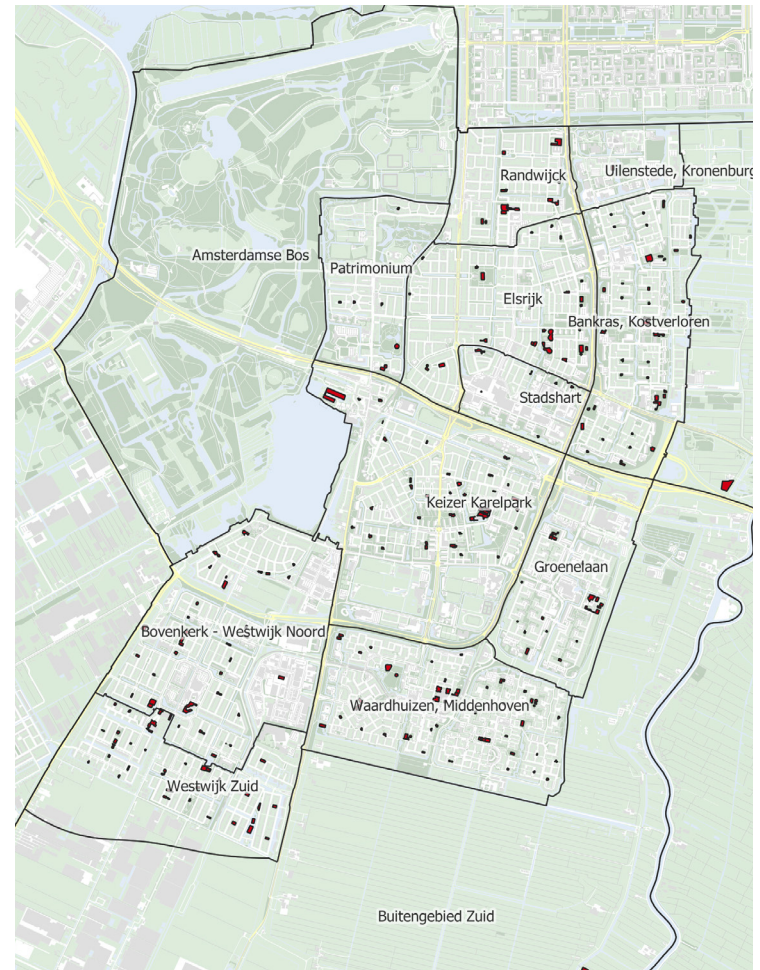 Randwijck
Uilenstede, Kronenburg
Amsterdamse Bos
Patrimonium
Elsrijk
Bankras, Kostverloren
Stadshart
Keizer Karelpark
Groenelaan
Bovenkerk - Westwijk Noord
Waardhuizen, Middenhoven
Westwijk Zuid
Buitengebied Zuid